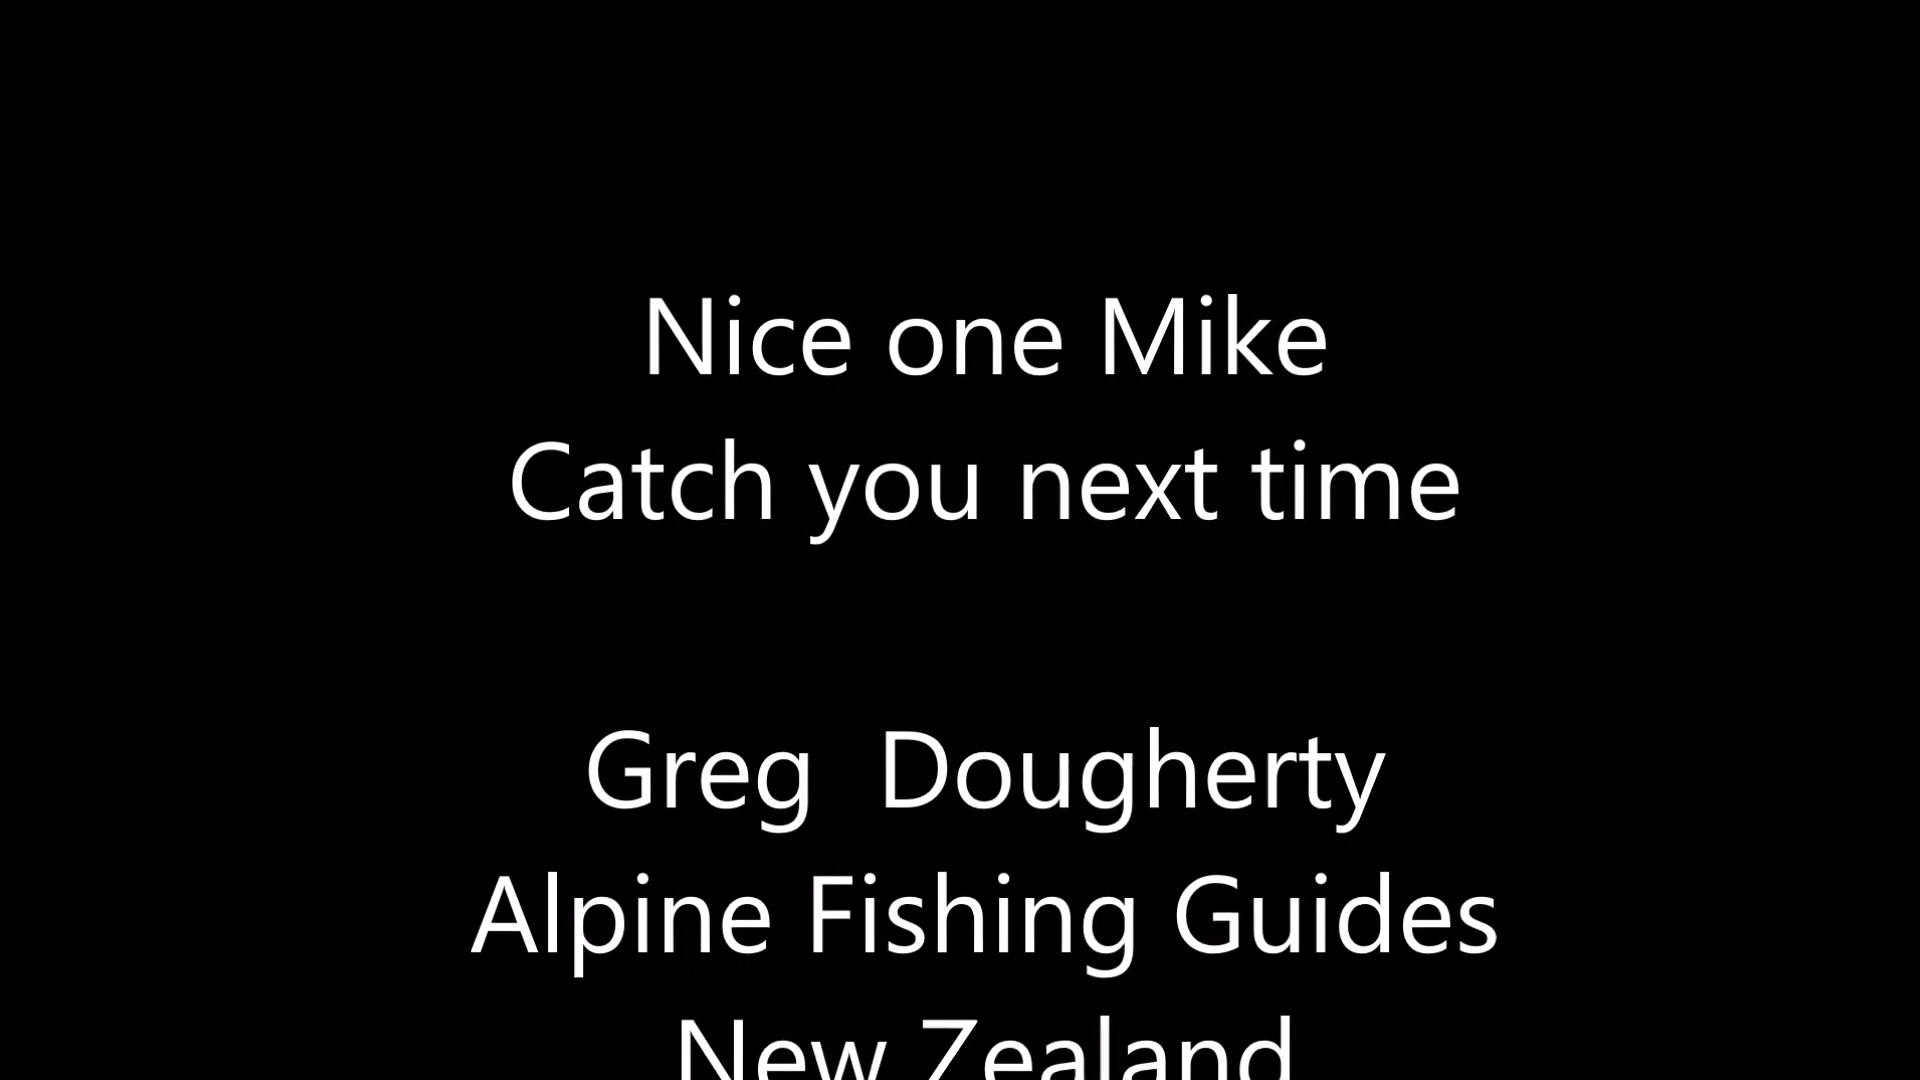 Nice one Mike
Catch you next time
Greg  Dougherty
Alpine Fishing Guides
New Zealand